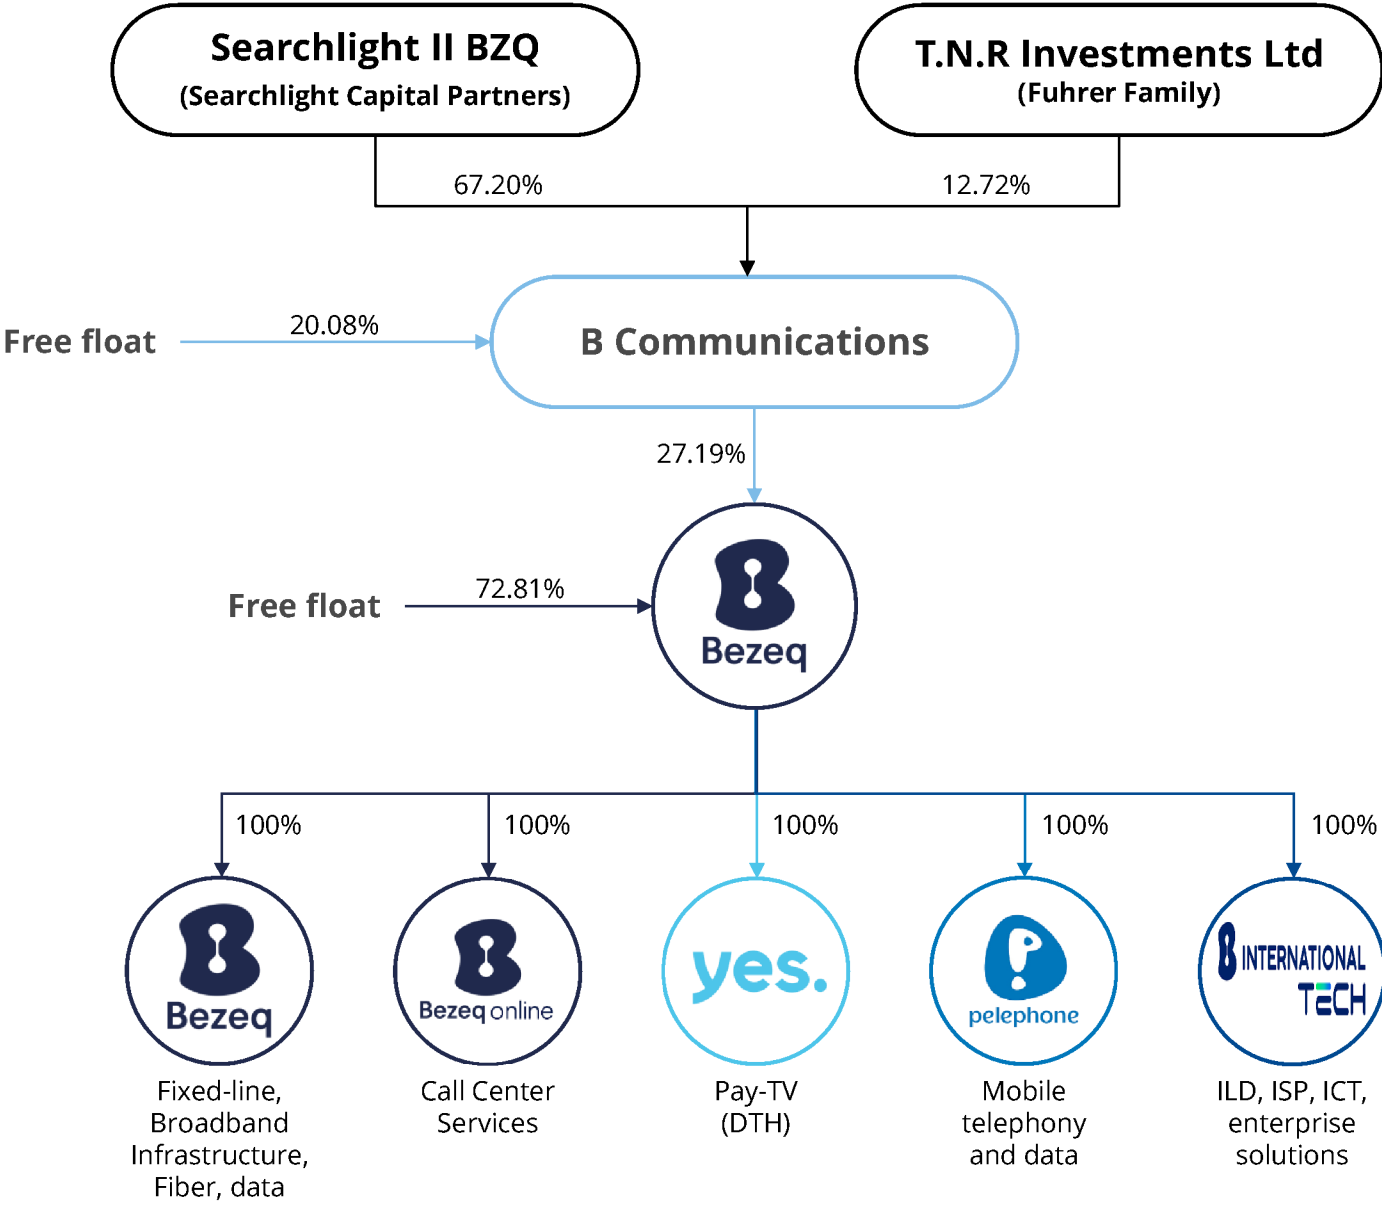 Searchlight II BZQ
(Searchlight Capital Partners)
T.N.R Investments Ltd
(Fuhrer Family)
67.20%
12.72%
Free float
20.08%
B Communications
27.19%
Free float
72.81%
Bezeq
100%
100%
100%
100%
100%
Bezeq
Bezeq online
yes.
pelephone
INTERNATIONAL
TECH
Fixed-line,
Broadband
Infrastructure,
Fiber, data
Call Center
Services
Pay-TV
(DTH)
Mobile
telephony
and data
ILD, ISP, ICT,
enterprise
solutions